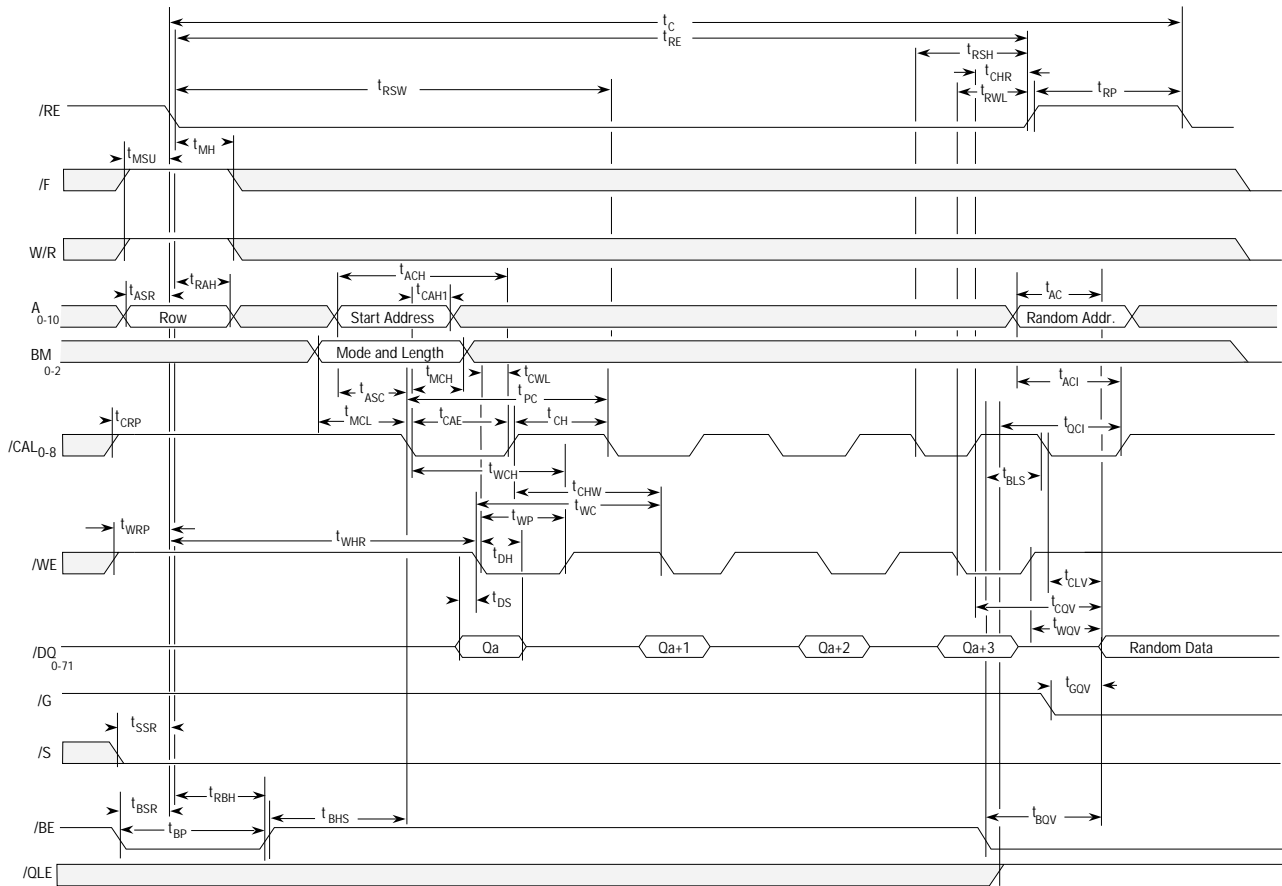 tC
tRE
tRSH
tCHR
tRSW
tRWL
tRP
/RE
tMH
tMSU
/F
W/R
tACH
tRAH
tASR
tCAH1
tAC
A0-10
Row
Start Address
Random Addr.
BM0-2
Mode and Length
tMCH
tCWL
tACI
tASC
tPC
tMCL
tCAE
tCH
tCRP
tQCI
/CAL0-8
tWCH
tBLS
tCHW
tWC
tWRP
tWP
tWHR
tDH
/WE
tCLV
tDS
tCQV
tWQV
/DQ0-71
Qa
Qa+1
Qa+2
Qa+3
Random Data
tGQV
/G
tSSR
/S
tRBH
tBSR
tBHS
tBQV
tBP
/BE
/QLE